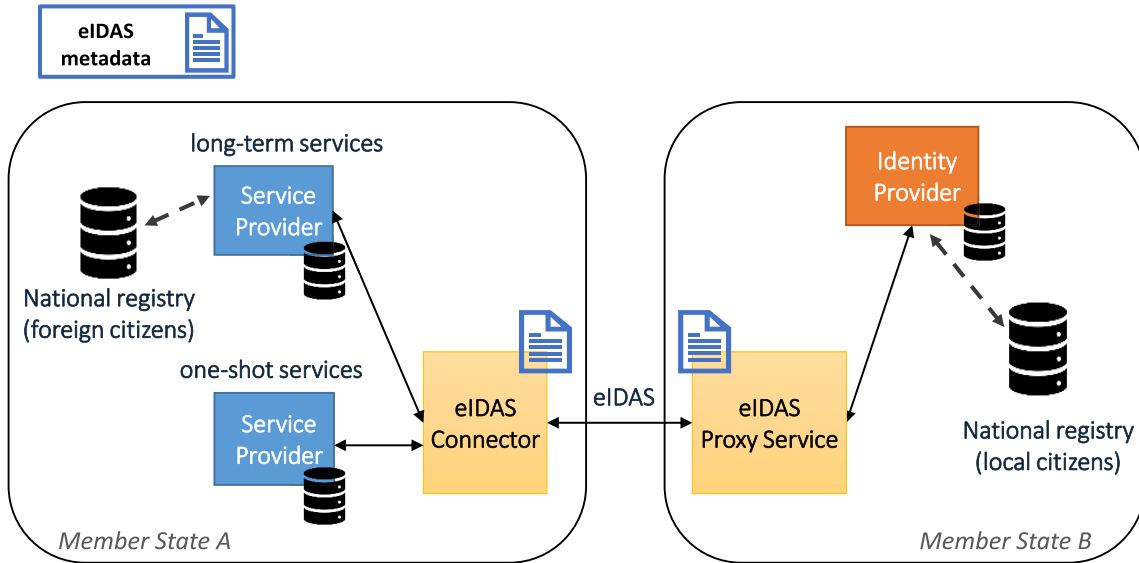 eIDAS
metadata
long-term services
Service
Provider
National registry
(foreign citizens)
one-shot services
Service
Provider
eIDAS
Connector
Member State A
eIDAS
eIDAS
Proxy Service
Identity
Provider
National registry
(local citizens)
Member State B